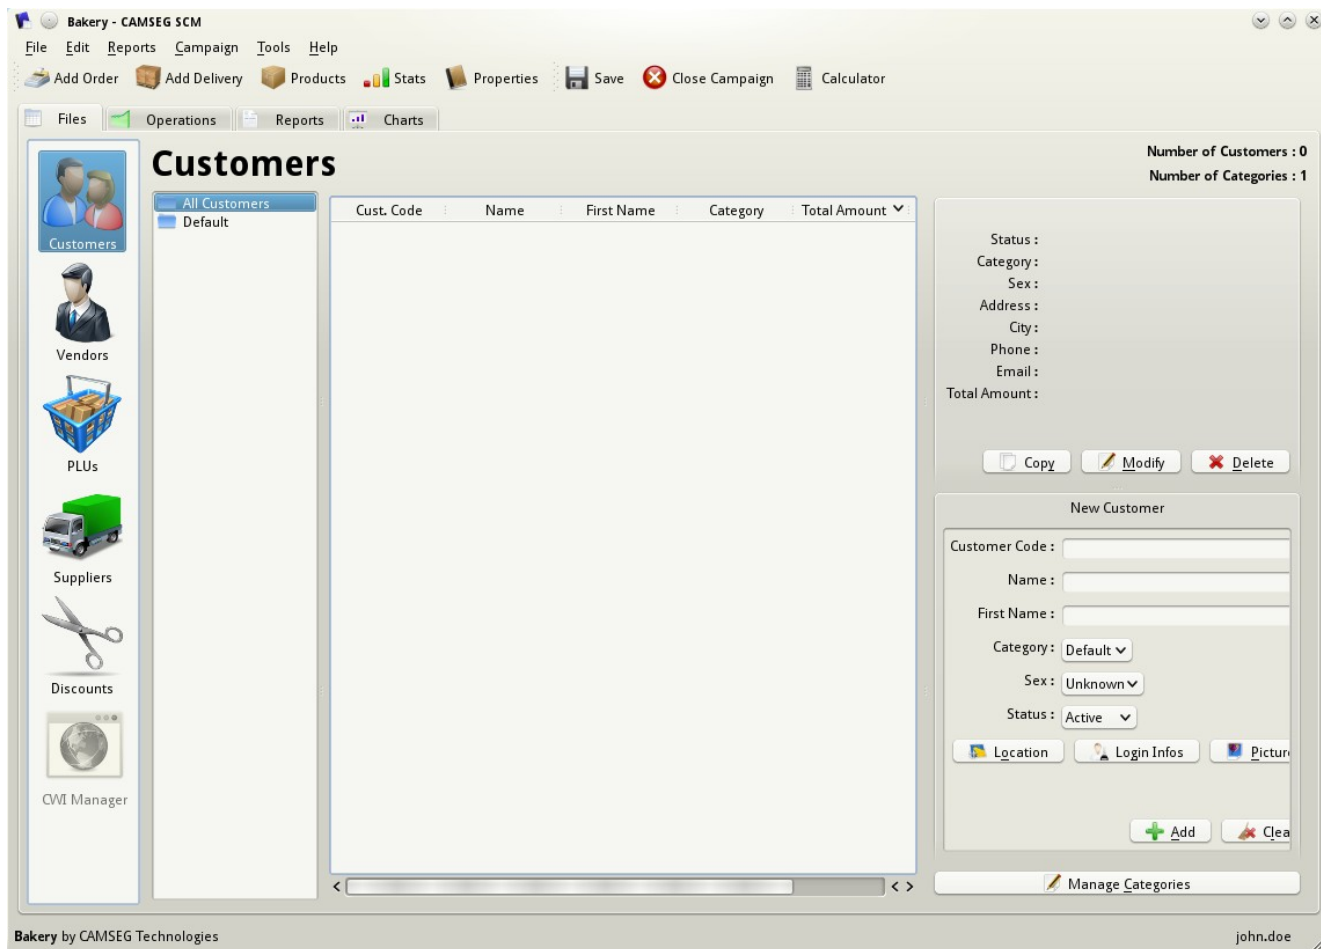 Bakery - CAMSEG SCM
File Edit Reports Campaign Tools Help
Add Order Add Delivery Products Stats Properties Save Close Campaign Calculator
Files Operations Reports Charts
Customers
Vendors
PLUs
Suppliers
Discounts
CWI Manager
Customers
Number of Customers : 0
Number of Categories : 1
All Customers
Default
Cust. Code Name First Name Category Total Amount
Status :
Category :
Sex :
Address :
City :
Phone :
Email :
Total Amount :
Copy Modify Delete
New Customer
Customer Code :
Name :
First Name :
Category : Default
Sex : Unknown
Status : Active
Location Login Infos Pictur
Add Clea
Manage Categories
Bakery by CAMSEG Technologies
john.doe